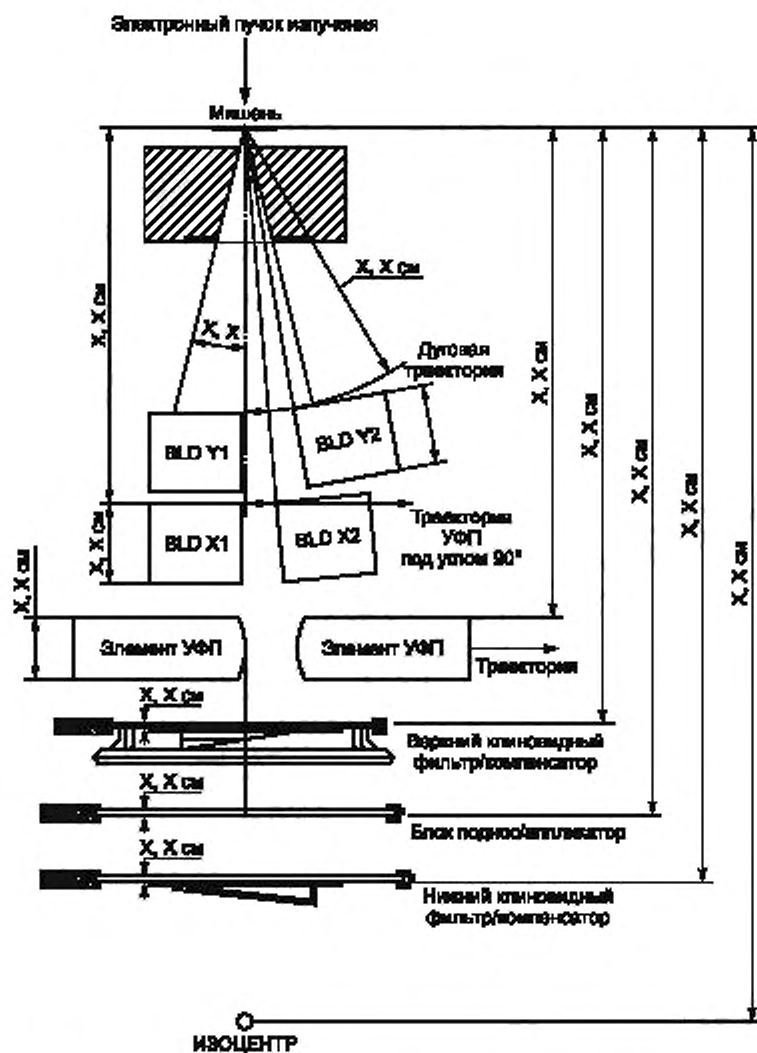 Электронный пучок излучения
Мишень
X, X см
X, X см
X, X
Дуговая
траектория
X, X см
X, X см
X, X см
X, X см
X, X см
BLD Y1
BLD Y2
X, X см
BLD X1
BLD X2
Траектория
УФП
под углом 90°
X, X см
Элемент УФП
Элемент УФП
Траектория
X, X см
Верхний клиновидный
фильтр/компенсатор
X, X см
Блок поднос/аппликатор
X, X см
Нижний клиновидный
фильтр/компенсатор
ИЗОЦЕНТР